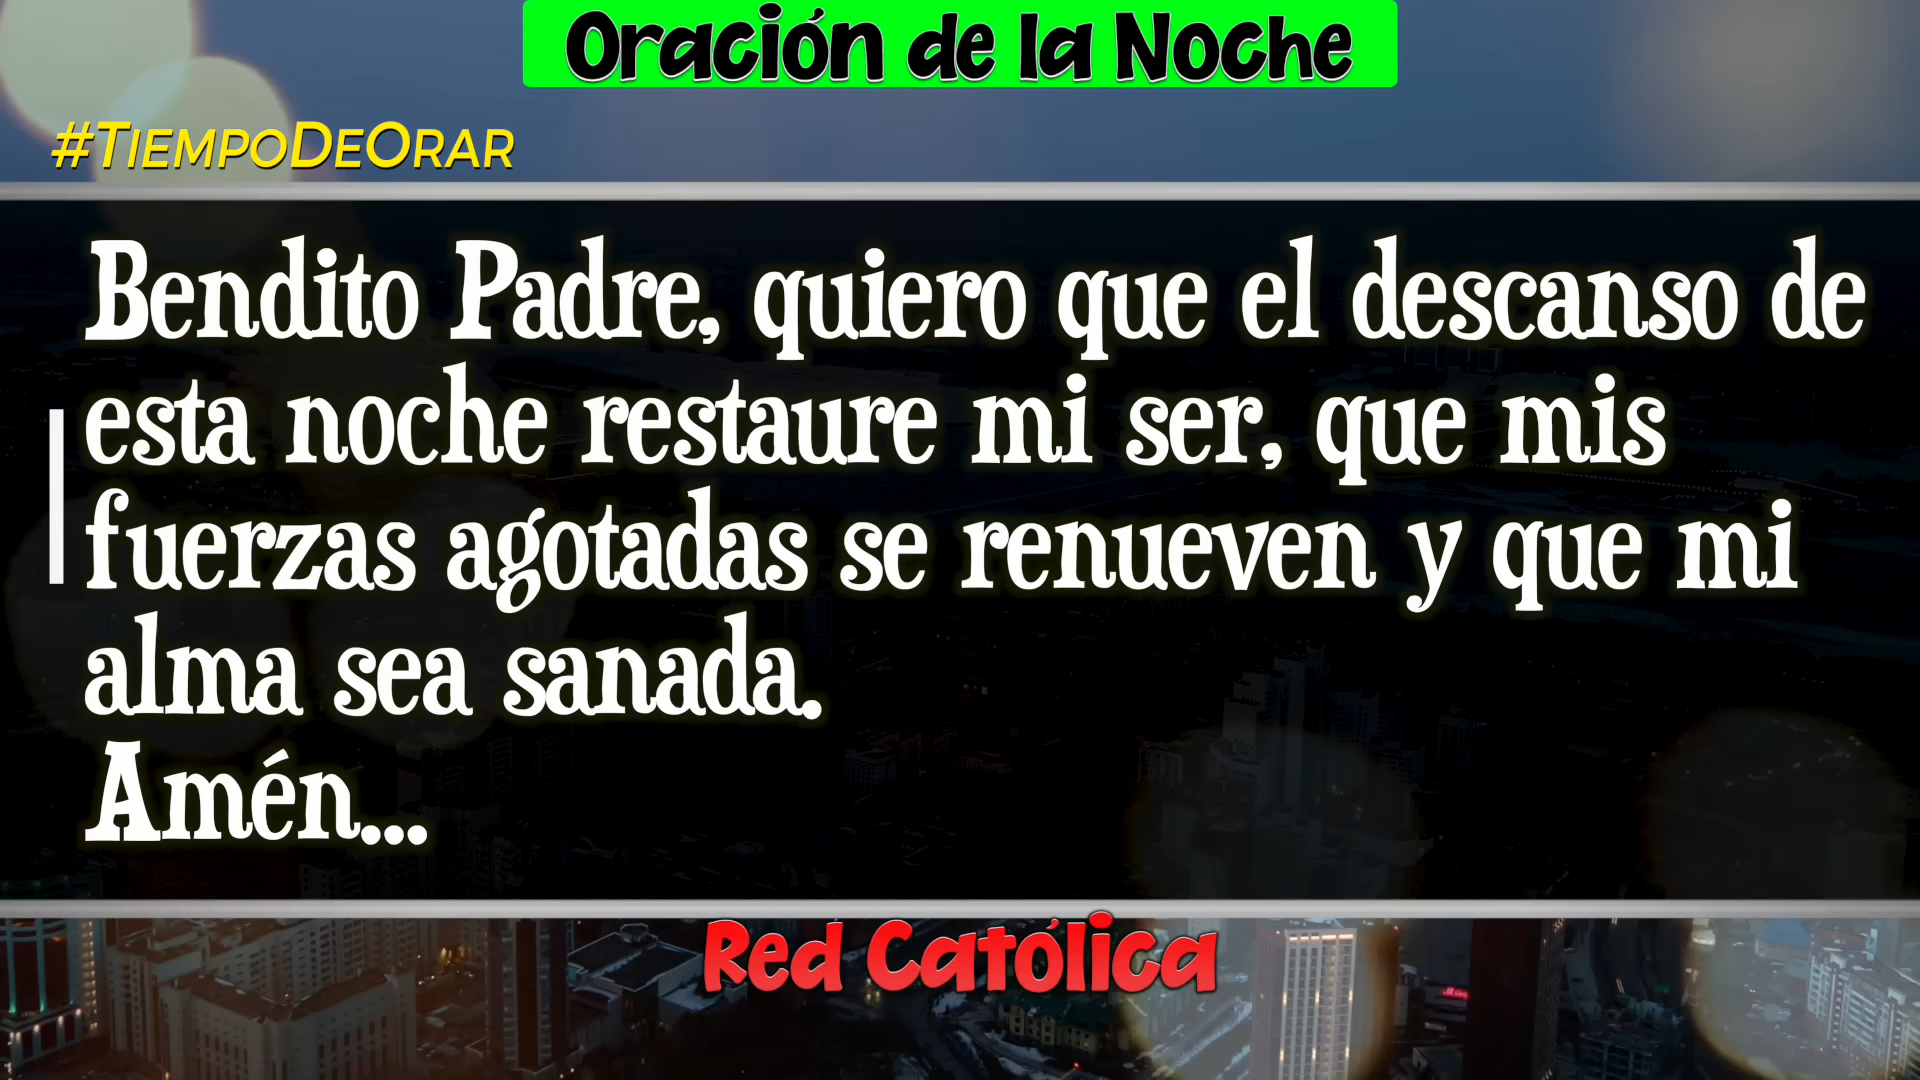 Oración de la Noche
#TiempoDeOrar
Bendito Padre, quiero que el descanso de
esta noche restaure mi ser, que mis
fuerzas agotadas se renueven y que mi
alma sea sanada.
Amén...
Red Católica